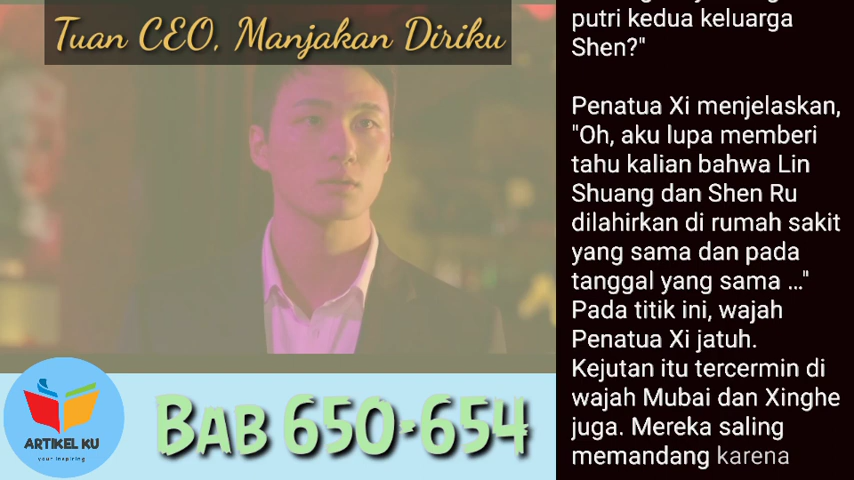 Tuan CEO, Manjakan Diriku
putri kedua keluarga
Shen?"
Penatua Xi menjelaskan,
"Oh, aku lupa memberi
tahu kalian bahwa Lin
Shuang dan Shen Ru
dilahirkan di rumah sakit
yang sama dan pada
tanggal yang sama ..."
Pada titik ini, wajah
Penatua Xi jatuh.
Kejutan itu tercermin di
wajah Mubai dan Xinghe
juga. Mereka saling
memandang karena
ARTIKEL KU
your inspiring
BAB 650-654